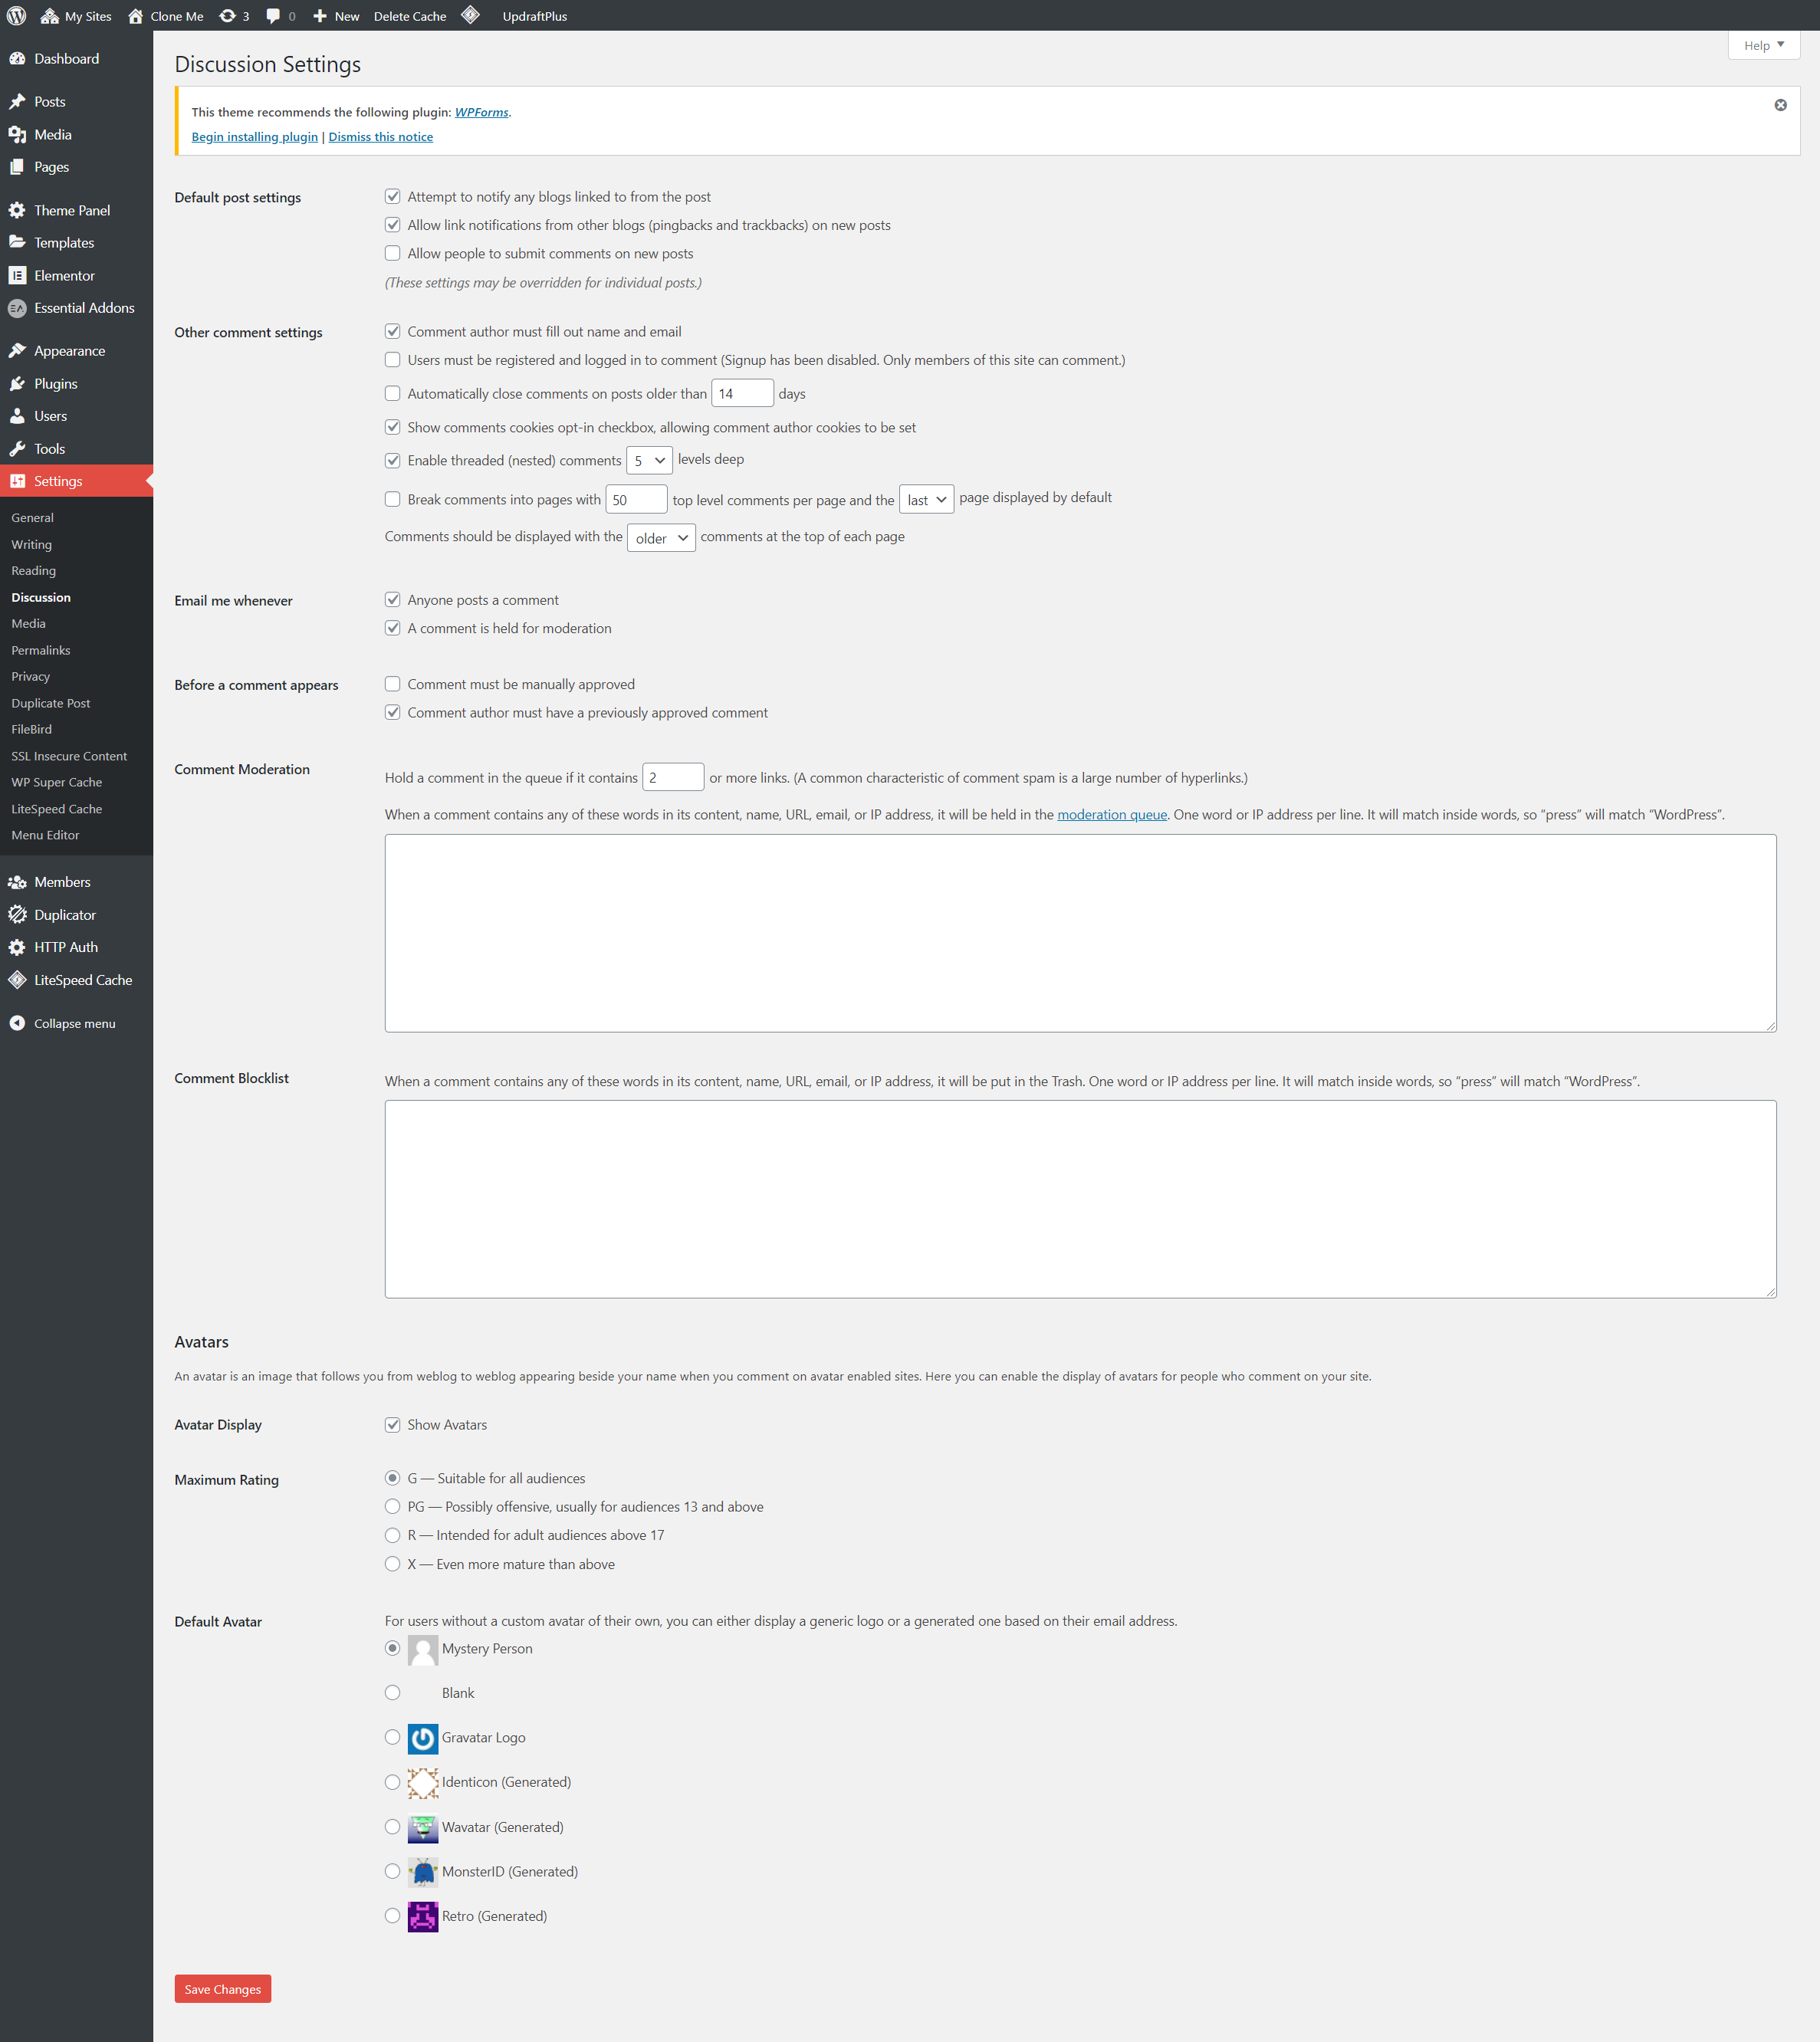 My Sites Clone Me 3 0 New Delete Cache UpdraftPlus
Help
Dashboard
Posts
Media
Pages
Theme Panel
Templates
Elementor
Essential Addons
Appearance
Plugins
Users
Tools
Settings
General
Writing
Reading
Discussion
Media
Permalinks
Privacy
Duplicate Post
FileBird
SSL Insecure Content
WP Super Cache
LiteSpeed Cache
Menu Editor
Members
Duplicator
HTTP Auth
LiteSpeed Cache
Collapse menu
Discussion Settings
This theme recommends the following plugin: WPForms.
Begin installing plugin | Dismiss this notice
Default post settings
Attempt to notify any blogs linked to from the post
Allow link notifications from other blogs (pingbacks and trackbacks) on new posts
Allow people to submit comments on new posts
(These settings may be overridden for individual posts.)
Other comment settings
Comment author must fill out name and email
Users must be registered and logged in to comment (Signup has been disabled. Only members of this site can comment.)
Automatically close comments on posts older than 14 days
Show comments cookies opt-in checkbox, allowing comment author cookies to be set
Enable threaded (nested) comments 5 levels deep
Break comments into pages with 50 top level comments per page and the last page displayed by default
Comments should be displayed with the older comments at the top of each page
Email me whenever
Anyone posts a comment
A comment is held for moderation
Before a comment appears
Comment must be manually approved
Comment author must have a previously approved comment
Comment Moderation
Hold a comment in the queue if it contains 2 or more links. (A common characteristic of comment spam is a large number of hyperlinks.)
When a comment contains any of these words in its content, name, URL, email, or IP address, it will be held in the moderation queue. One word or IP address per line. It will match inside words, so “press” will match “WordPress”.
Comment Blocklist
When a comment contains any of these words in its content, name, URL, email, or IP address, it will be put in the Trash. One word or IP address per line. It will match inside words, so “press” will match “WordPress”.
Avatars
An avatar is an image that follows you from weblog to weblog appearing beside your name when you comment on avatar enabled sites. Here you can enable the display of avatars for people who comment on your site.
Avatar Display
Show Avatars
Maximum Rating
G — Suitable for all audiences
PG — Possibly offensive, usually for audiences 13 and above
R — Intended for adult audiences above 17
X — Even more mature than above
Default Avatar
For users without a custom avatar of their own, you can either display a generic logo or a generated one based on their email address.
Mystery Person
Blank
Gravatar Logo
Identicon (Generated)
Wavatar (Generated)
MonsterID (Generated)
Retro (Generated)
Save Changes